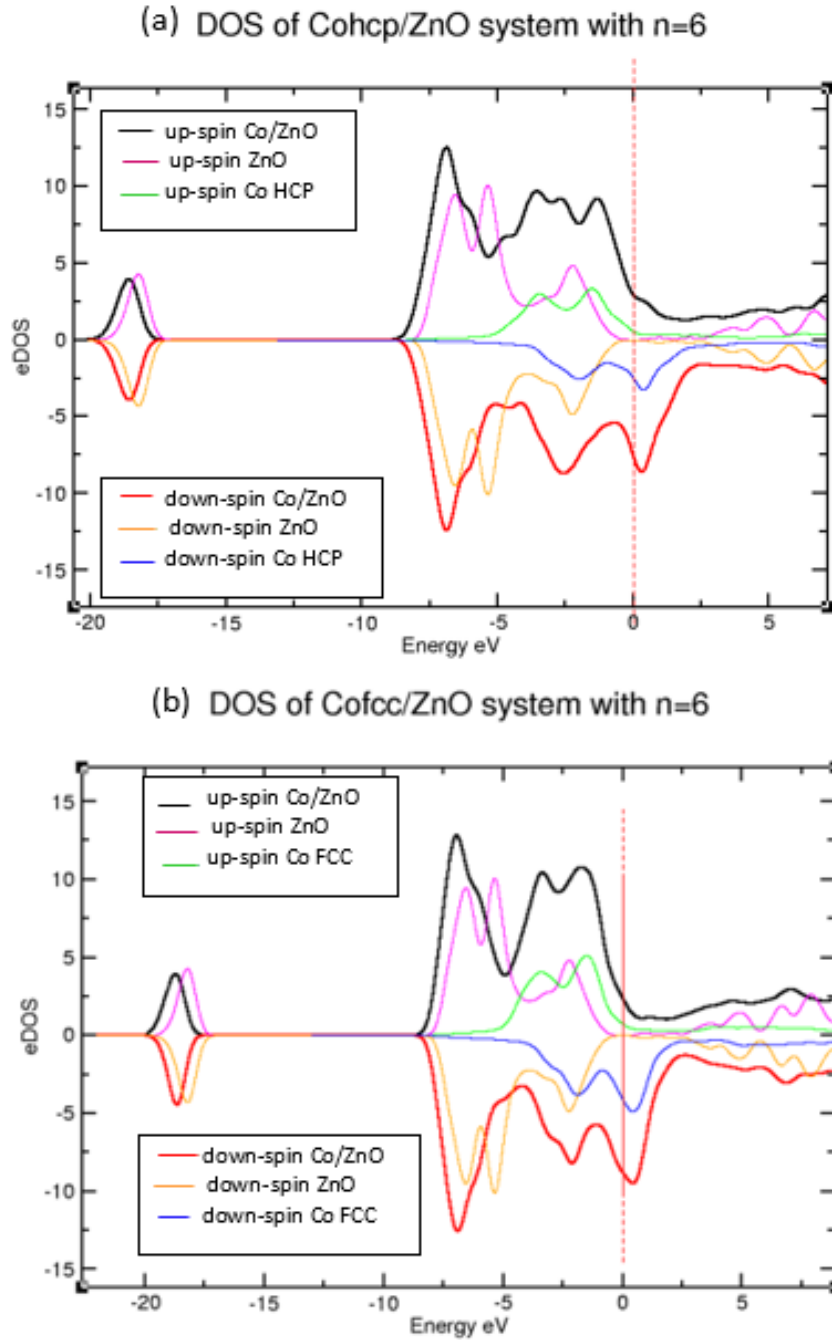 (a) DOS of Cohcp/ZnO system with n=6
15
10
5
0
-5
-10
-15
eDOS
up-spin Co/ZnO
up-spin ZnO
up-spin Co HCP
down-spin Co/ZnO
down-spin ZnO
down-spin Co HCP
-20 -15 -10 -5 0 5
Energy eV
(b) DOS of Cofcc/ZnO system with n=6
15
10
5
0
-5
-10
-15
eDOS
up-spin Co/ZnO
up-spin ZnO
up-spin Co FCC
down-spin Co/ZnO
down-spin ZnO
down-spin Co FCC
-20 -15 -10 -5 0 5
Energy eV